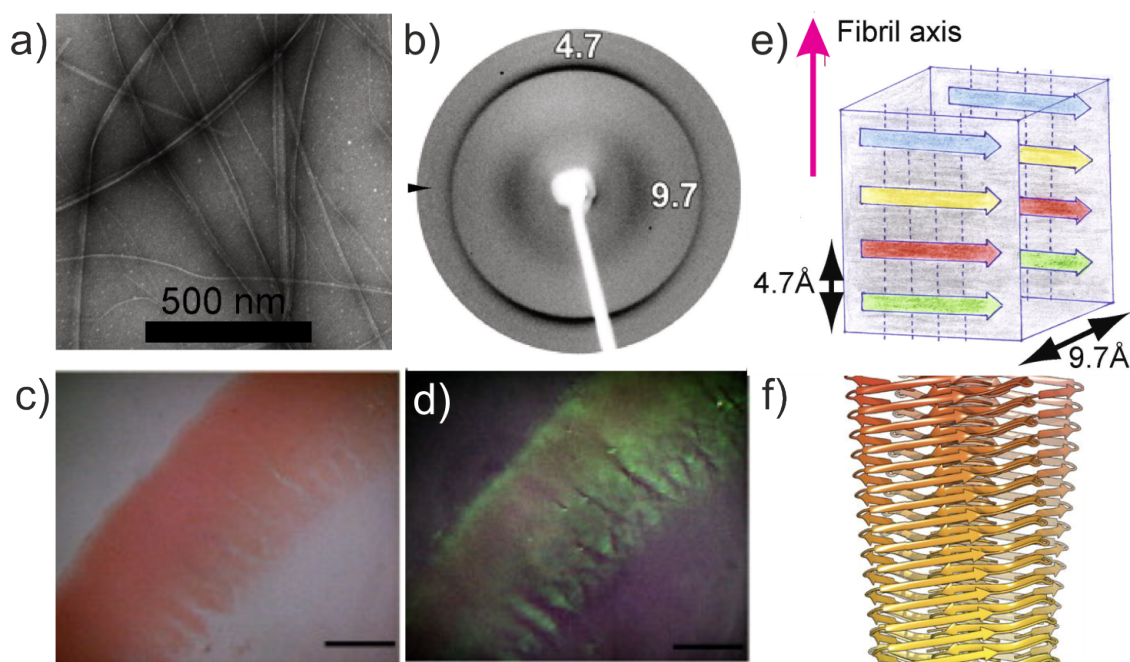 a)
500 nm
b)
4.7
9.7
e)
Fibril axis
4.7Å
9.7Å
c)
d)
f)